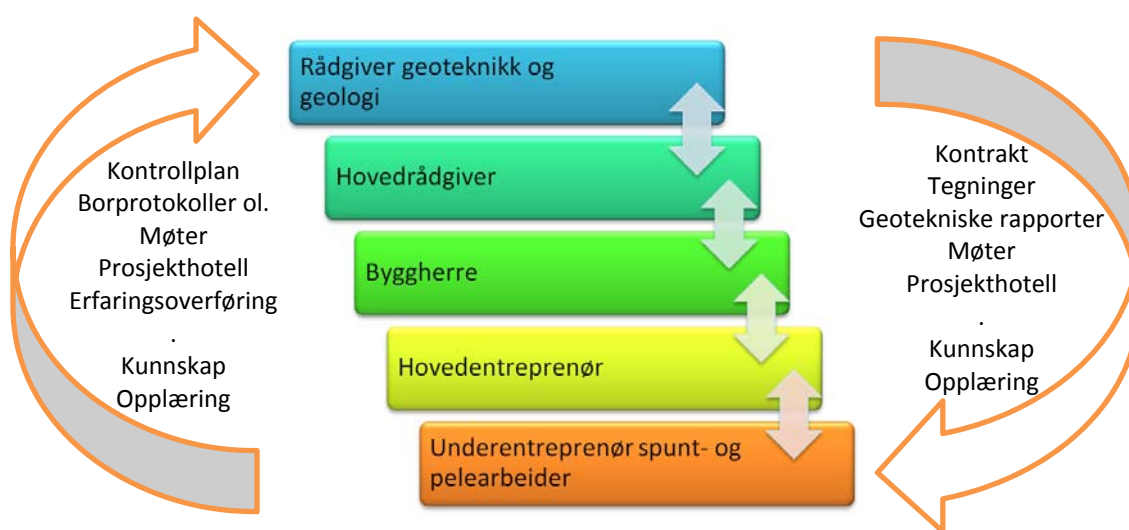 Rådgiver geoteknikk og
geologi
Hovedrådgiver
Byggherre
Hovedentreprenør
Underentreprenør spunt- og
pelearbeider
Kontrollplan
Borprotokoller ol.
Møter
Prosjekthotell
Erfaringsoverføring
.
Kunnskap
Opplæring
Kontrakt
Tegninger
Geotekniske rapporter
Møter
Prosjekthotell
.
Kunnskap
Opplæring